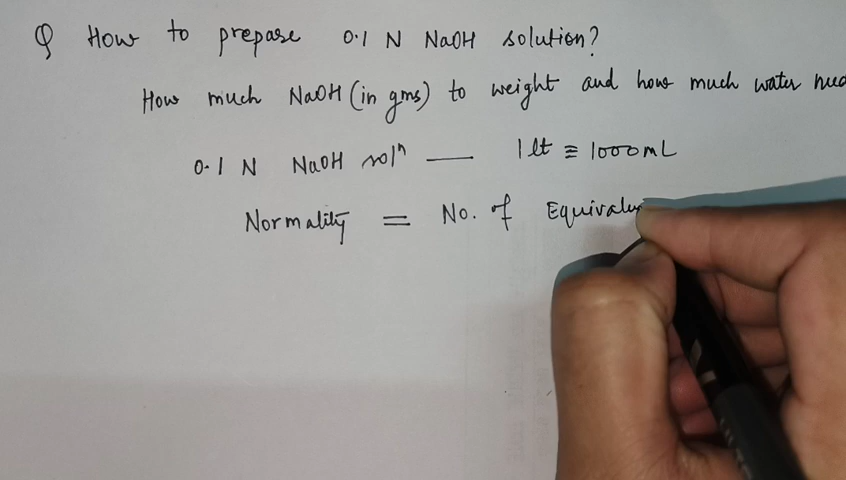 Q How to prepare 0.1 N NaOH solution?
How much NaOH (in gms) to weight and how much water
0.1 N NaOH solⁿ — 1 lt ≡ 1000 mL
Normality = No. of